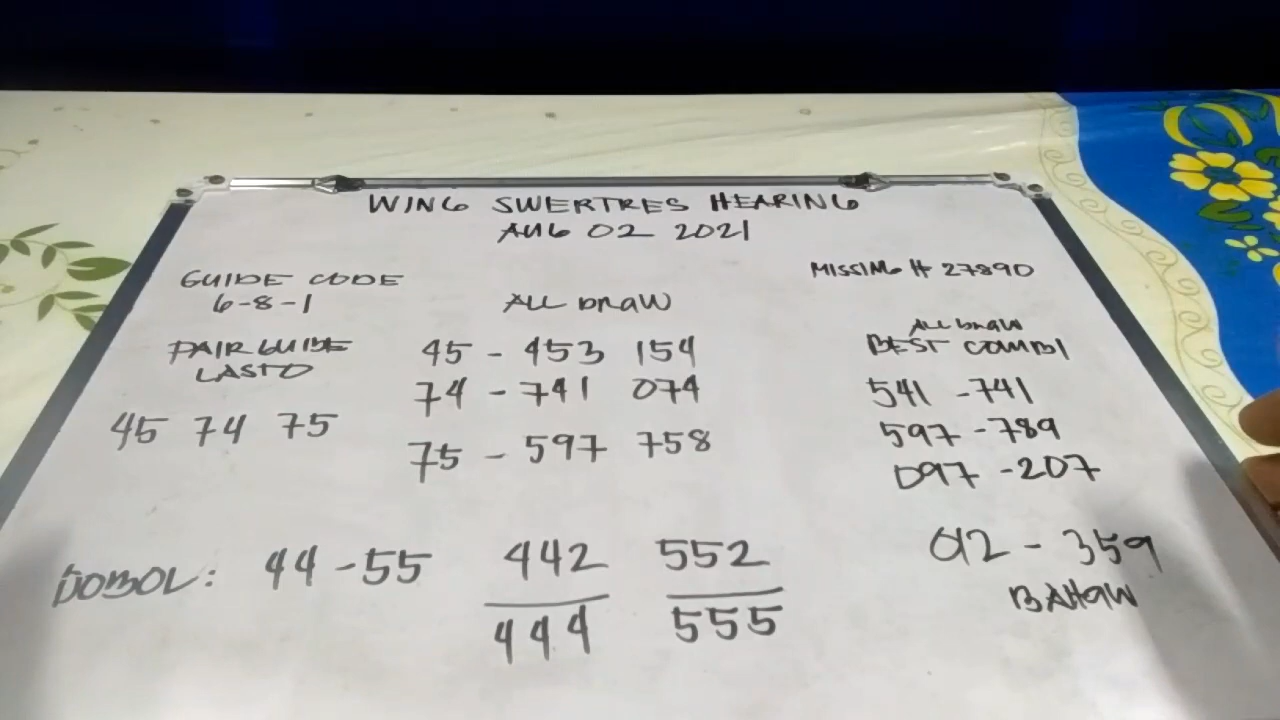 WING SWERTRES HEARING
AUG 02 2021
GUIDE CODE
6-8-1
PAIR GUIDE
LASTO
45 74 75
ALL DRAW
45 - 453 154
74 - 741 074
75 - 597 758
MISSING # 27890
ALL DRAW
BEST COMBI
541 - 741
597 - 789
097 - 207
DOBOL: 44 - 55 442 552
444 555
612 - 359
BAHAW